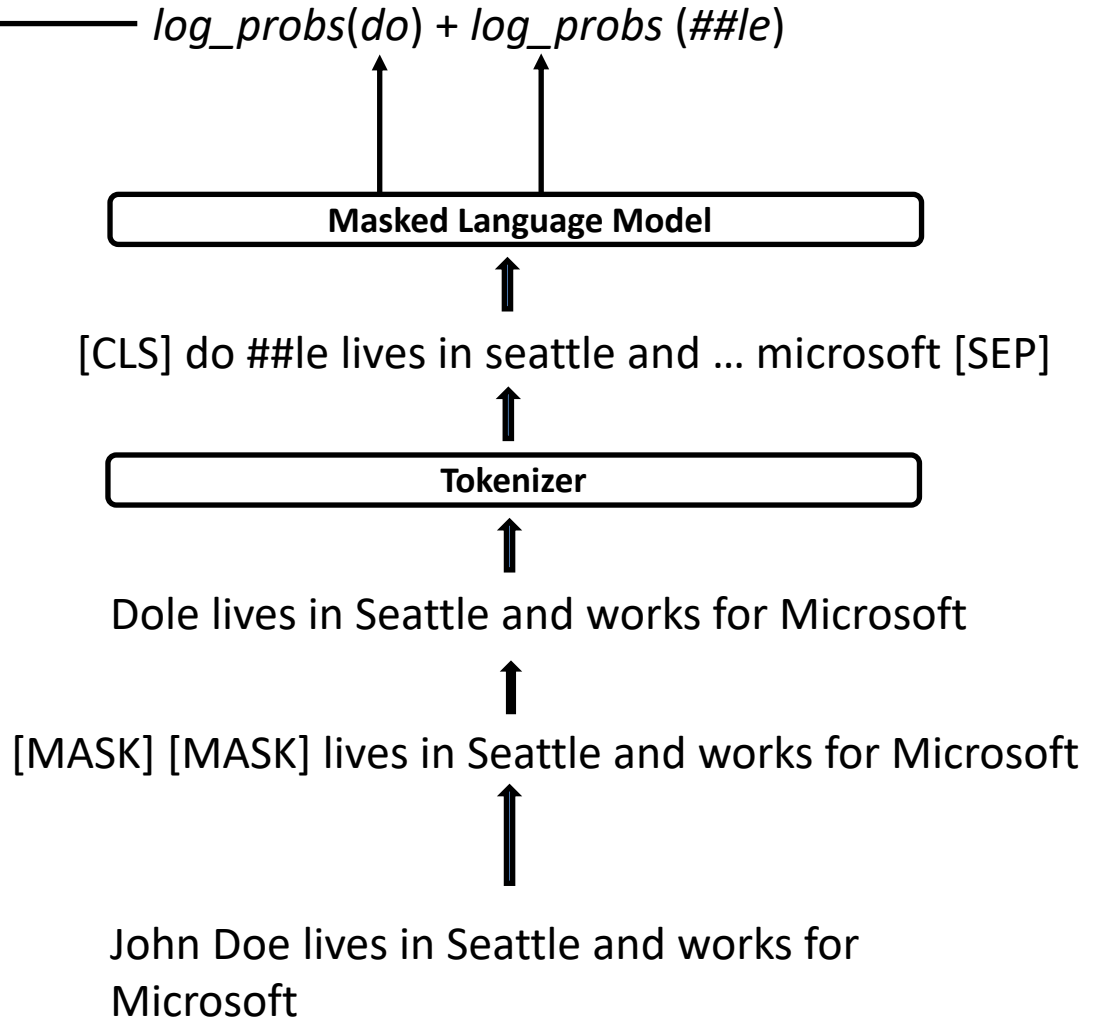 log_probs(do) + log_probs (##le)
Masked Language Model
[CLS] do ##le lives in seattle and … microsoft [SEP]
Tokenizer
Dole lives in Seattle and works for Microsoft
[MASK] [MASK] lives in Seattle and works for Microsoft
John Doe lives in Seattle and works for
Microsoft